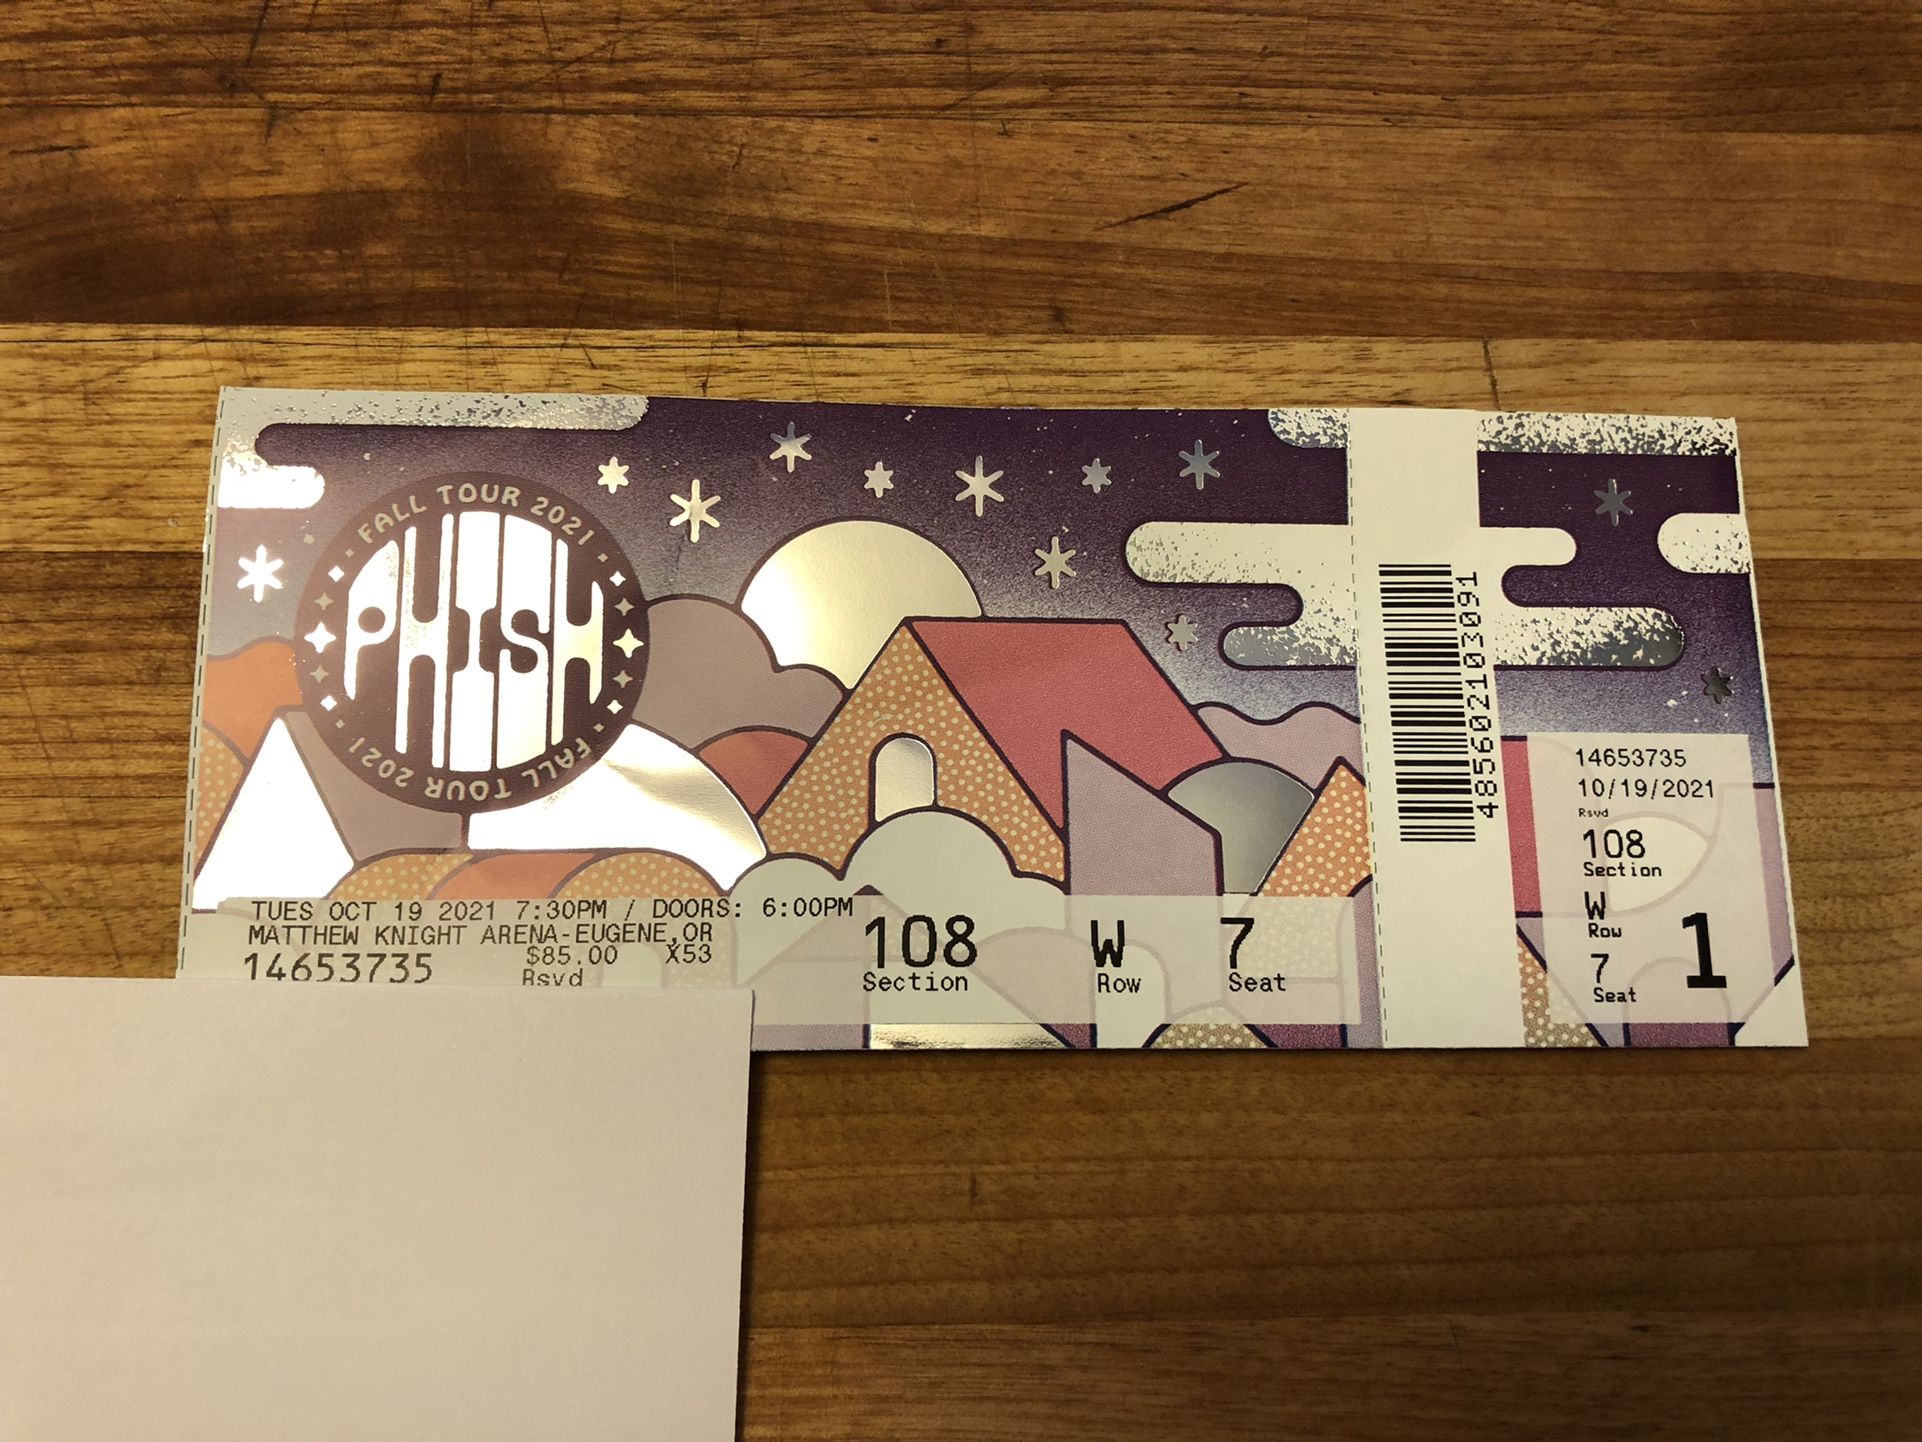 FALL TOUR 2021
PHISH
FALL TOUR 2021
TUES OCT 19 2021 7:30PM / DOORS: 6:00PM
MATTHEW KNIGHT ARENA-EUGENE,OR
$85.00 X53
14653735
Rsvd
108
Section
W
Row
7
Seat
485602103091
14653735
10/19/2021
Rsvd
108
Section
W
Row
7
Seat
1